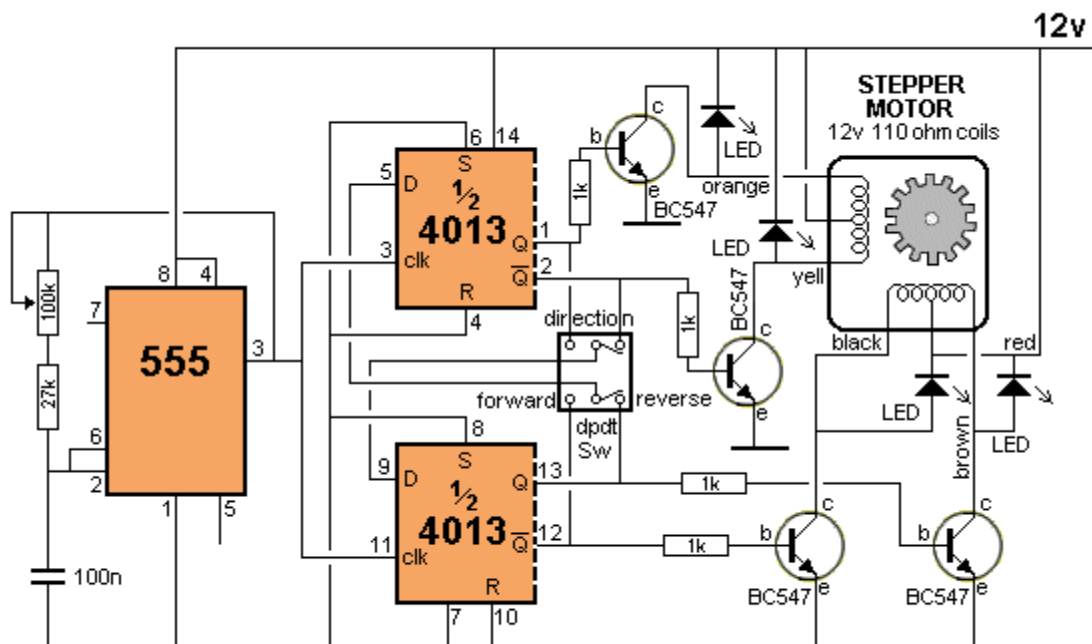 12v
STEPPER
MOTOR
12v 110 ohm coils
6 14
S
5 D
½
4013
1 Q
3 clk
2 Q̅
R
4
1k
b
c
e
BC547
LED
orange
LED
yell
BC547
1k
c
b
e
8 4
7
100k
555
3
27k
6
2
1 5
100n
direction
forward
reverse
dpdt
Sw
black
red
LED
LED
brown
8
S
9 D
½
4013
13 Q
11 clk
12 Q̅
R
7 10
1k
1k
c
b
e
BC547
c
b
e
BC547